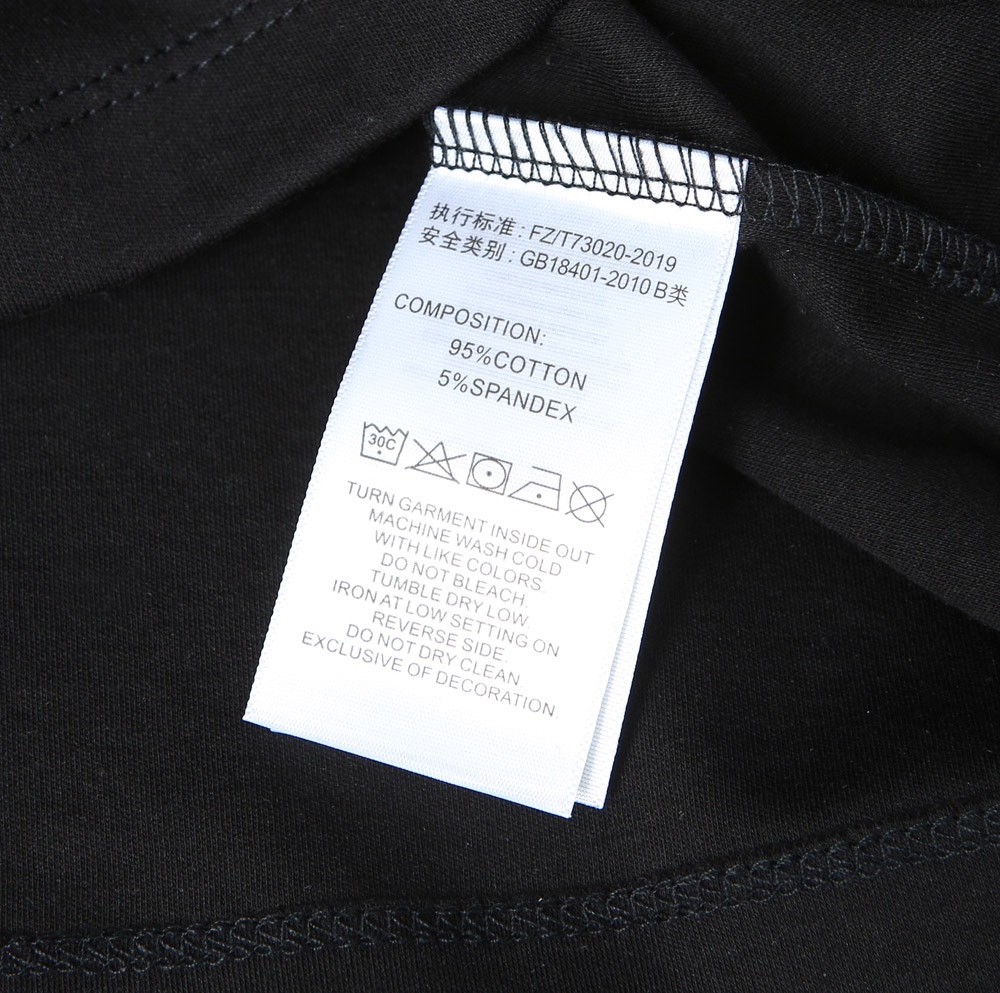 执行标准 : FZ/T73020-2019
安全类别 : GB18401-2010 B类
COMPOSITION:
95%COTTON
5%SPANDEX
30C
TURN GARMENT INSIDE OUT
MACHINE WASH COLD
WITH LIKE COLORS
DO NOT BLEACH.
TUMBLE DRY LOW.
IRON AT LOW SETTING ON
REVERSE SIDE.
DO NOT DRY CLEAN
EXCLUSIVE OF DECORATION